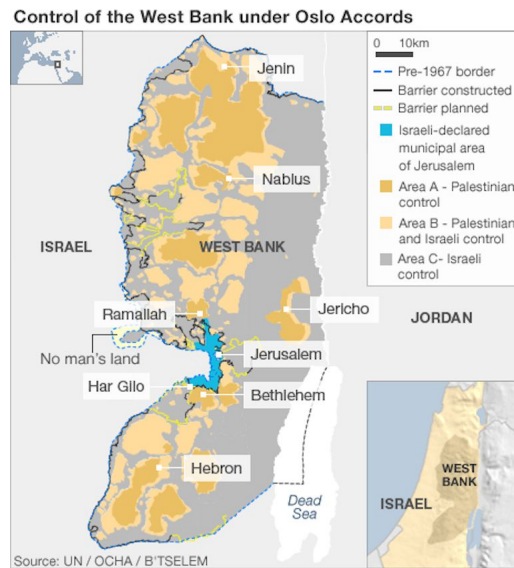 Control of the West Bank under Oslo Accords
0 10km
Pre-1967 border
Barrier constructed
Barrier planned
Israeli-declared
municipal area
of Jerusalem
Area A - Palestinian
control
Area B - Palestinian
and Israeli control
Area C- Israeli
control
Jenin
Nablus
ISRAEL
WEST BANK
Ramallah
Jericho
JORDAN
No man's land
Jerusalem
Har Gilo
Bethlehem
Hebron
Dead
Sea
WEST
BANK
ISRAEL
Source: UN / OCHA / B'TSELEM